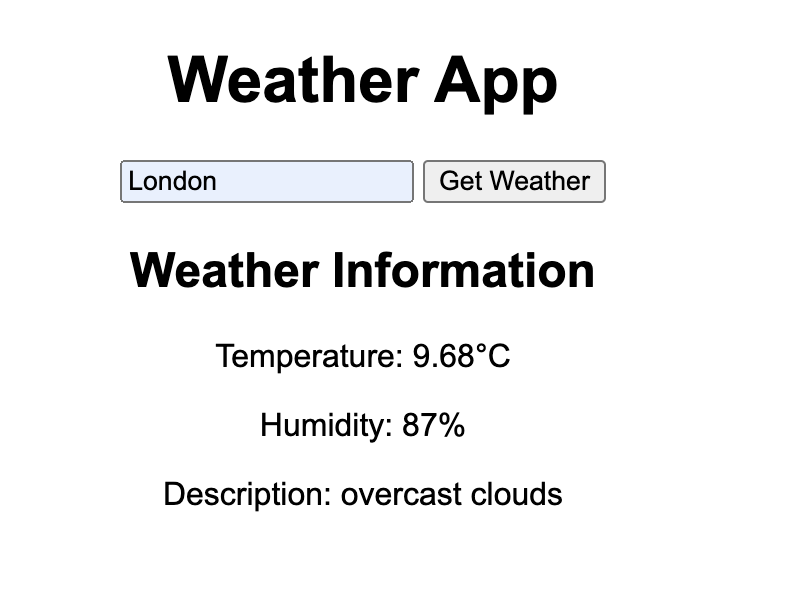 Weather App
London Get Weather
Weather Information
Temperature: 9.68°C
Humidity: 87%
Description: overcast clouds